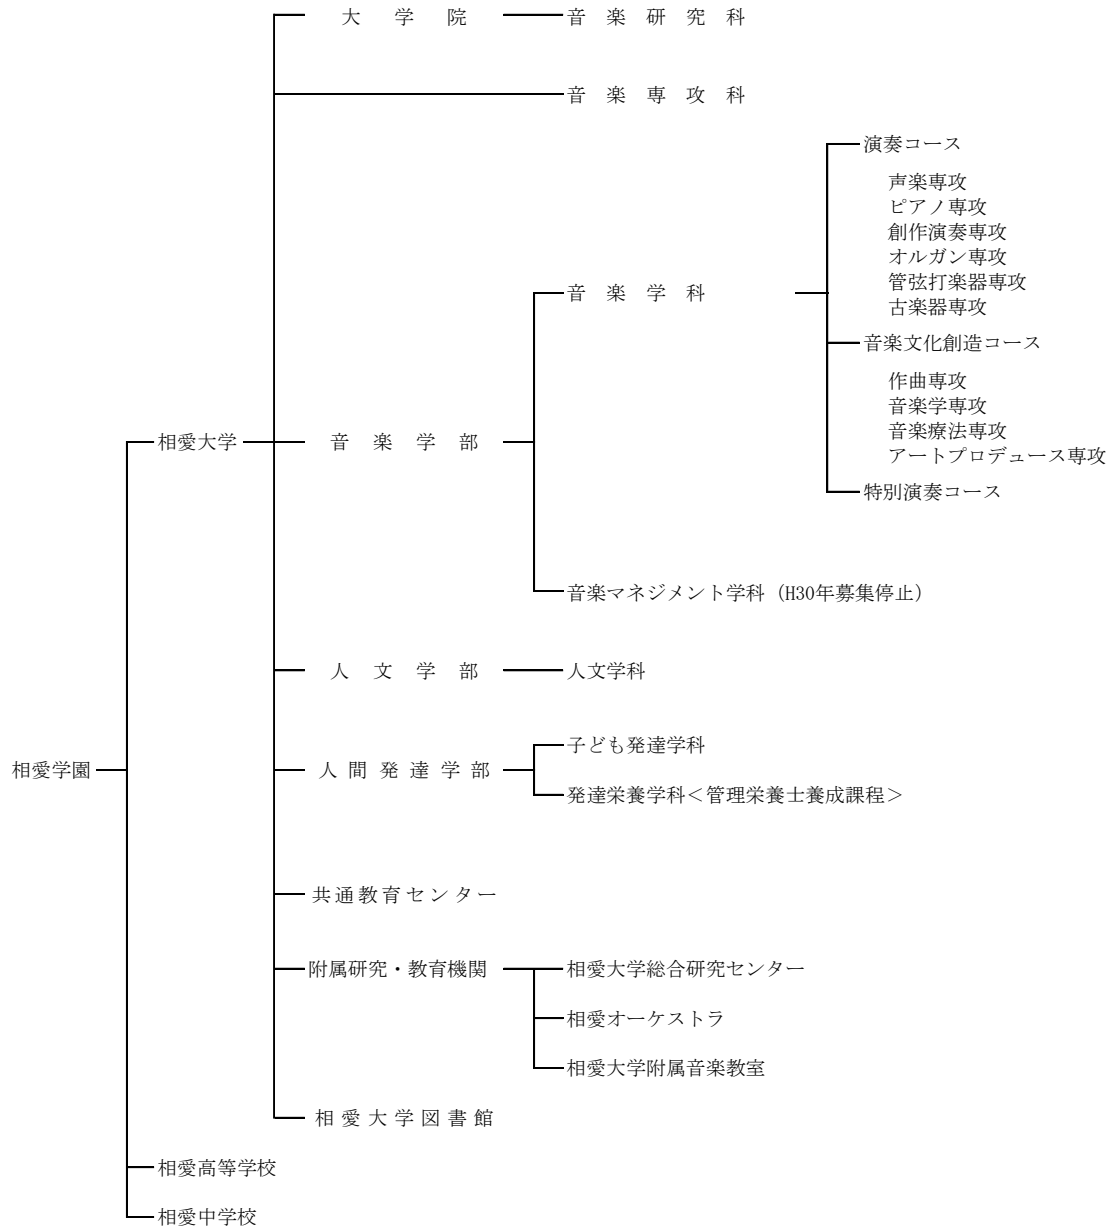 大学院 音楽研究科
音楽専攻科
演奏コース
声楽専攻
ピアノ専攻
創作演奏専攻
オルガン専攻
管弦打楽器専攻
音楽学科
古楽器専攻
音楽文化創造コース
作曲専攻
音楽学専攻
音楽療法専攻
相愛大学 音楽学部
アートプロデュース専攻
特別演奏コース
音楽マネジメント学科（H30年募集停止）
人文学部 人文学科
子ども発達学科
相愛学園 人間発達学部
発達栄養学科＜管理栄養士養成課程＞
共通教育センター
附属研究・教育機関 相愛大学総合研究センター
相愛オーケストラ
相愛大学附属音楽教室
相愛大学図書館
相愛高等学校
相愛中学校